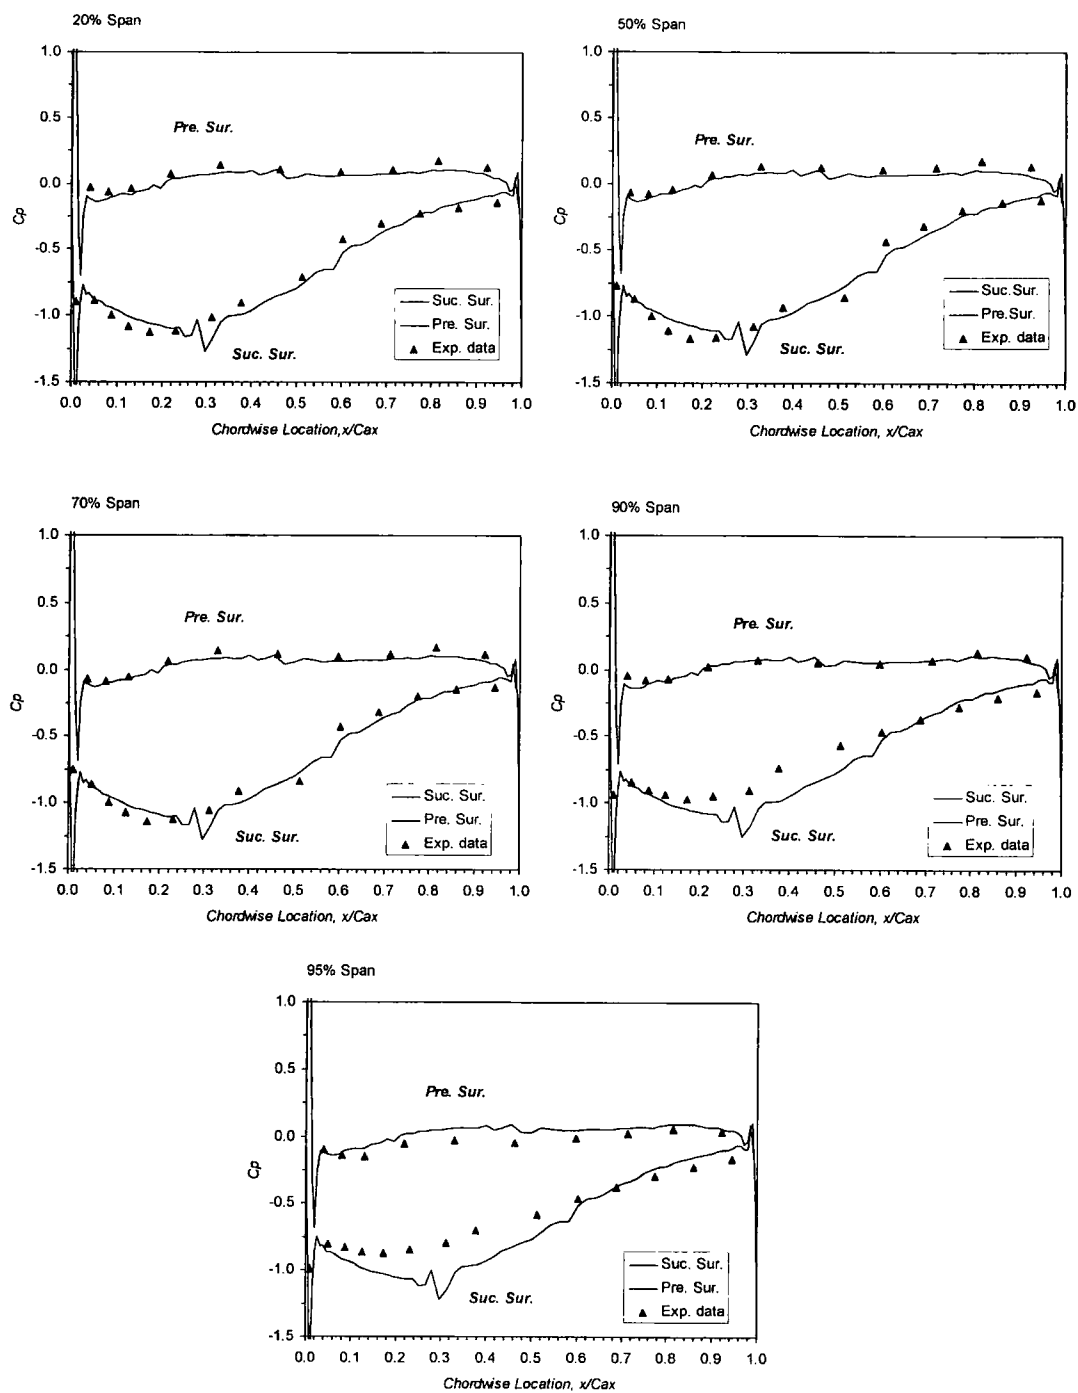 20% Span
1.0
0.5
0.0
-0.5
-1.0
-1.5
Cp
Pre. Sur.
Suc. Sur.
Suc. Sur.
Pre. Sur.
Exp. data
0.0 0.1 0.2 0.3 0.4 0.5 0.6 0.7 0.8 0.9 1.0
Chordwise Location,x/Cax
50% Span
1.0
0.5
0.0
-0.5
-1.0
-1.5
Pre. Sur.
Suc. Sur.
Suc.Sur.
Pre.Sur.
Exp. data
0.0 0.1 0.2 0.3 0.4 0.5 0.6 0.7 0.8 0.9 1.0
Chordwise Location, x/Cax
70% Span
1.0
0.5
0.0
-0.5
-1.0
-1.5
Cp
Pre. Sur.
Suc. Sur.
Suc. Sur.
Pre. Sur.
Exp. data
0.0 0.1 0.2 0.3 0.4 0.5 0.6 0.7 0.8 0.9 1.0
Chordwise Location, x/Cax
90% Span
1.0
0.5
0.0
-0.5
-1.0
-1.5
Pre. Sur.
Suc. Sur.
Suc. Sur.
Pre. Sur.
Exp. data
0.0 0.1 0.2 0.3 0.4 0.5 0.6 0.7 0.8 0.9 1.0
Chordwise Location, x/Cax
95% Span
1.0
0.5
0.0
-0.5
-1.0
-1.5
Cp
Pre. Sur.
Suc. Sur.
Suc. Sur.
Pre. Sur.
Exp. data
0.0 0.1 0.2 0.3 0.4 0.5 0.6 0.7 0.8 0.9 1.0
Chordwise Location, x/Cax